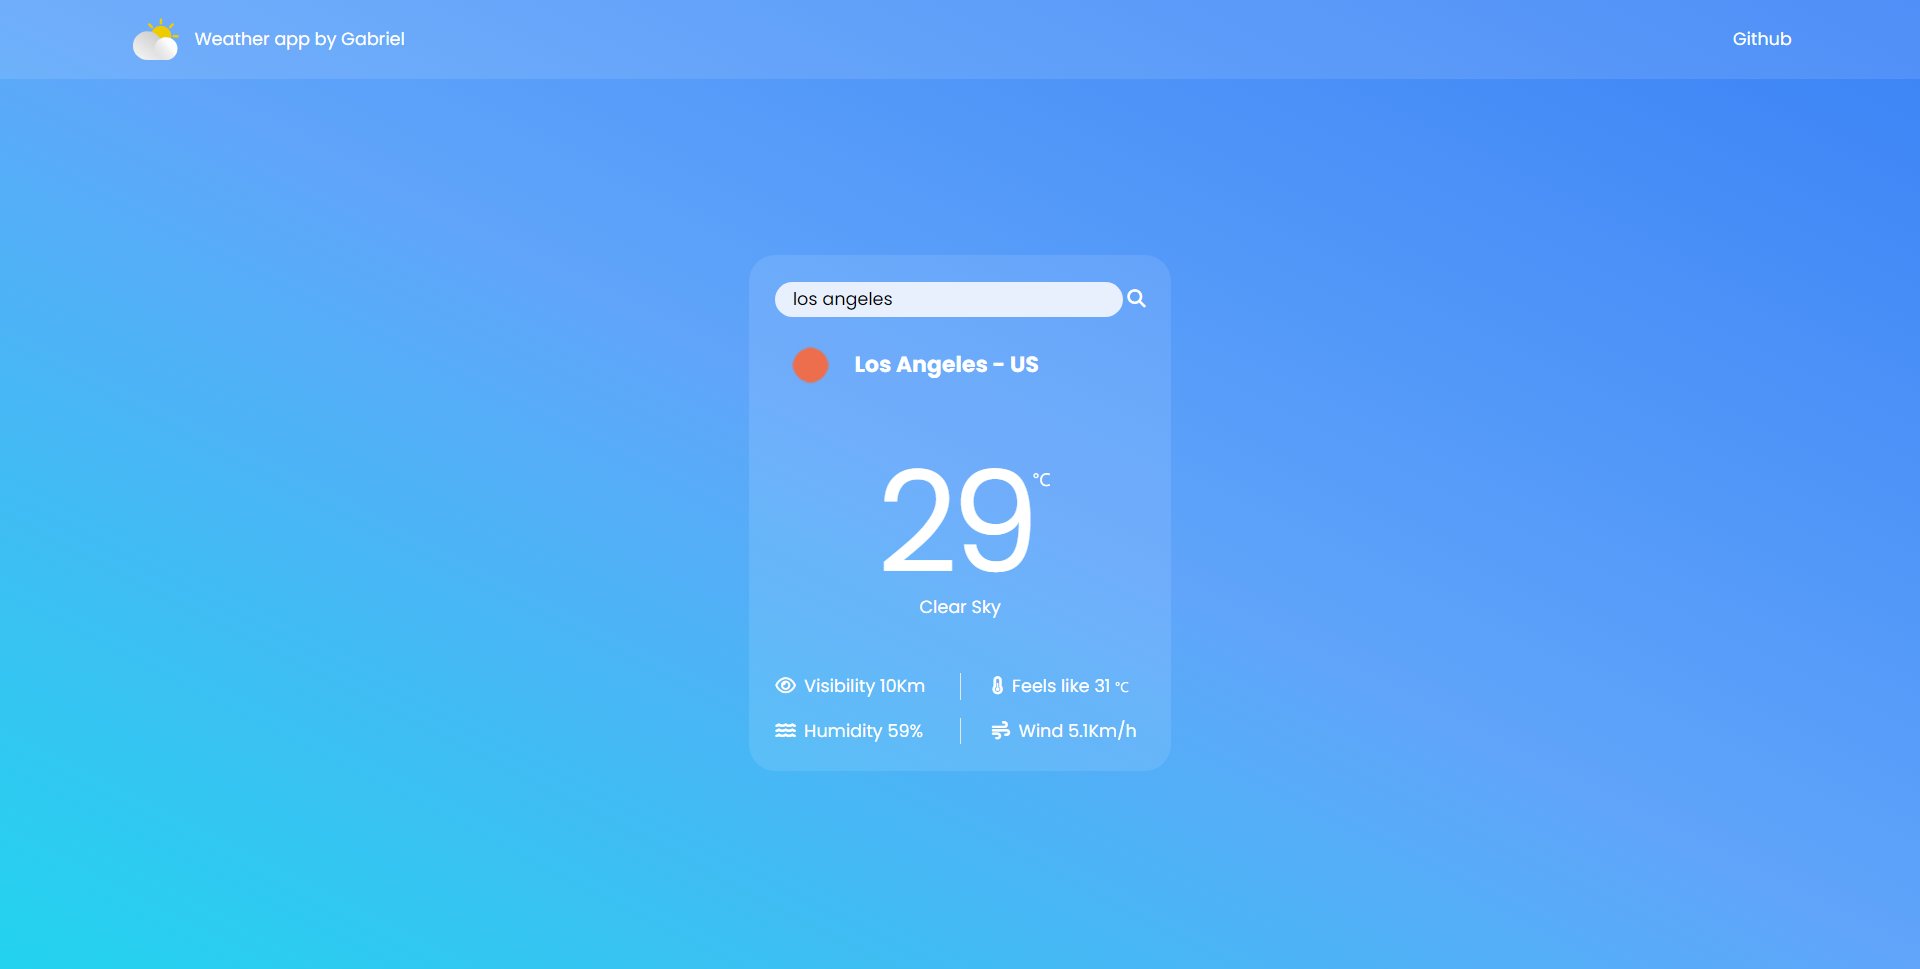 Weather app by Gabriel
Github
los angeles
Los Angeles - US
29 °C
Clear Sky
Visibility 10Km
Feels like 31 °C
Humidity 59%
Wind 5.1Km/h